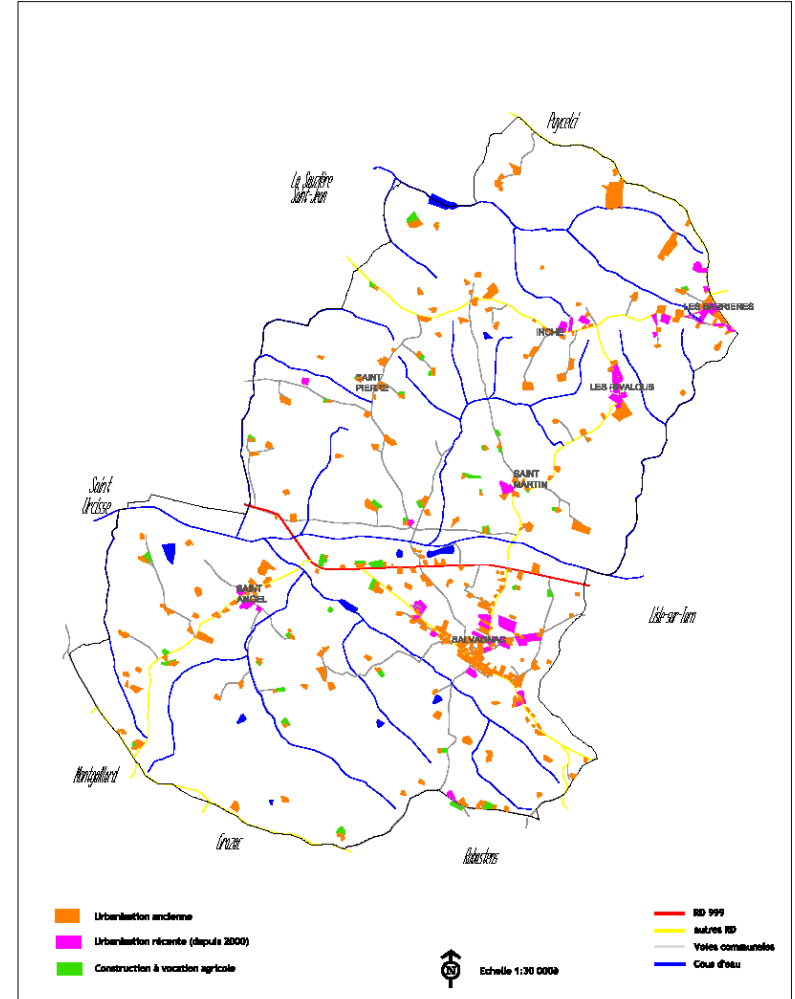 Puycelci
La Sauzière
Saint-Jean
LES BARRIERES
INCHE
SAINT
PIERRE
LES RIVALOUS
SAINT
MARTIN
Saint
Urcisse
SAINT
ANGEL
Lisle-sur-Tarn
SALVAGNAC
Montgaillard
Grazac
Rabastens
Urbanisation ancienne
Urbanisation récente (depuis 2000)
Construction à vocation agricole
N
Echelle 1:30 000è
RD 999
autres RD
Voies communales
Cous d'eau